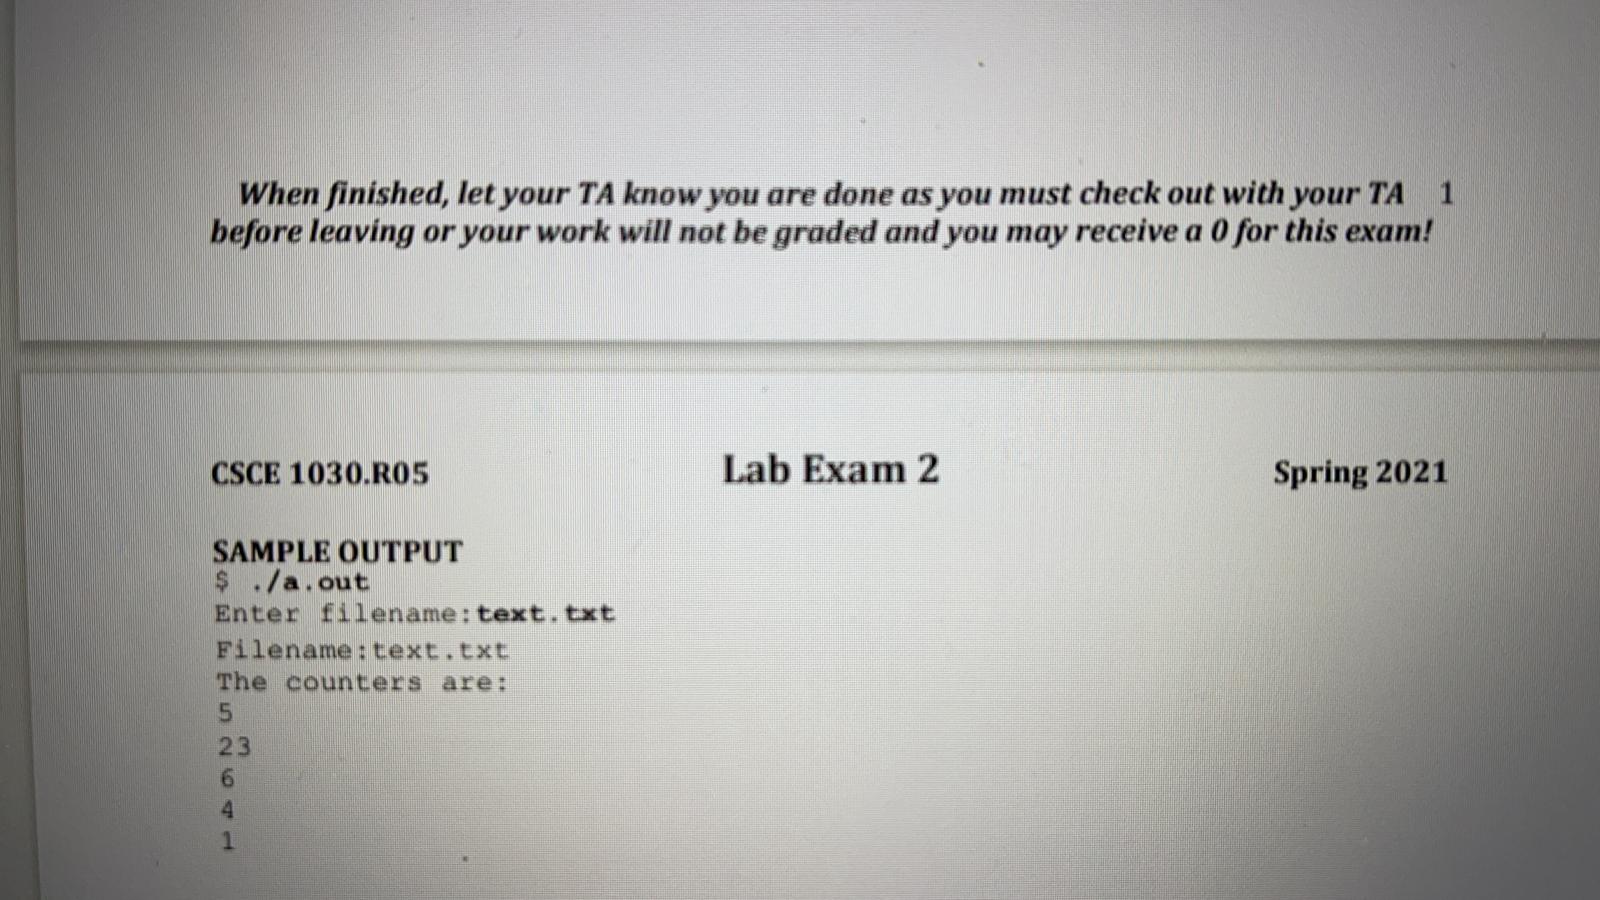 When finished, let your TA know you are done as you must check out with your TA 1
before leaving or your work will not be graded and you may receive a 0 for this exam!
CSCE 1030.R05 Lab Exam 2 Spring 2021
SAMPLE OUTPUT
$ ./a.out
Enter filename:text.txt
Filename:text.txt
The counters are:
5
23
6
4
1